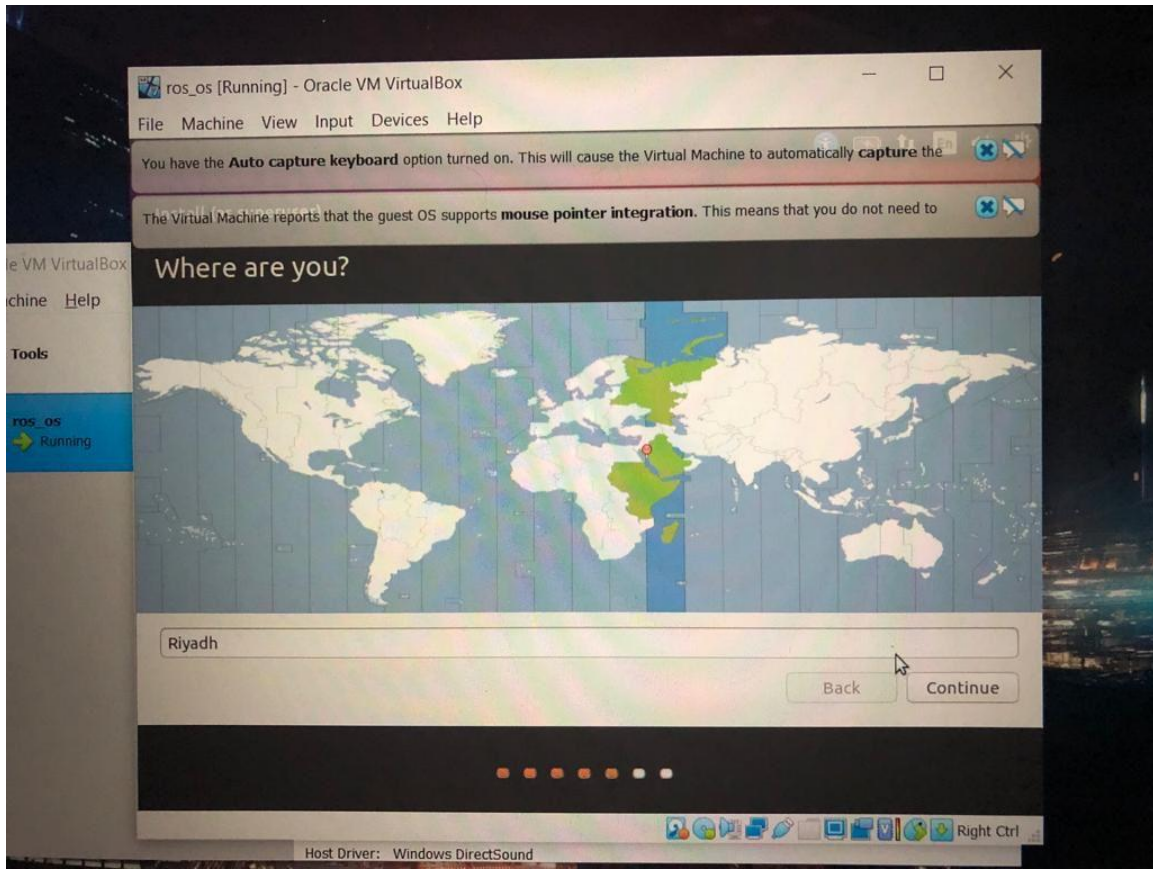 ros_os [Running] - Oracle VM VirtualBox
File Machine View Input Devices Help
You have the Auto capture keyboard option turned on. This will cause the Virtual Machine to automatically capture the
The Virtual Machine reports that the guest OS supports mouse pointer integration. This means that you do not need to
le VM VirtualBox
chine Help
Tools
ros_os
Running
Where are you?
Riyadh
Back Continue
Right Ctrl
Host Driver: Windows DirectSound